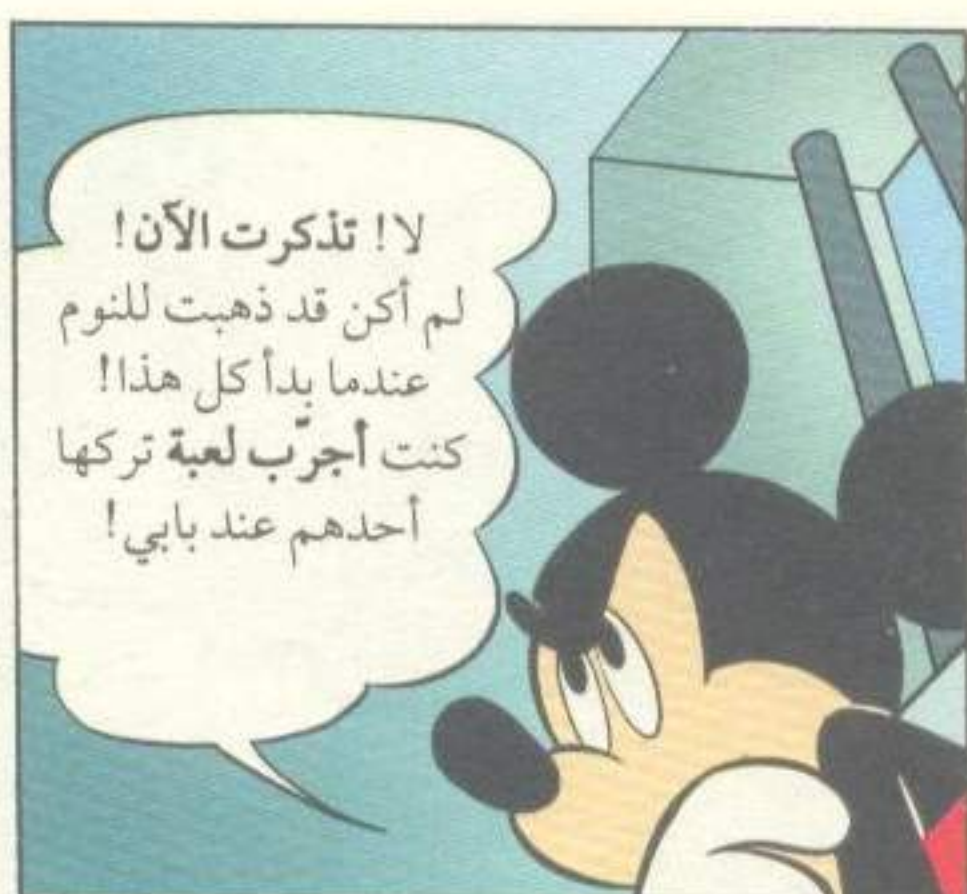 لا! تذكرت الآن!
لم أكن قد ذهبت للنوم
عندما بدأ كل هذا!
كنت أجرّب لعبة تركها
أحدهم عند بابي!